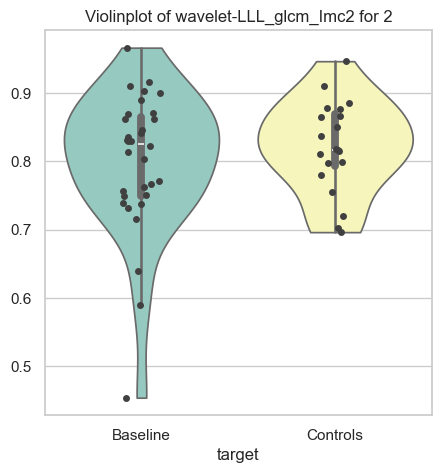 Violinplot of wavelet-LLL_glcm_Imc2 for 2
0.9
0.8
0.7
0.6
0.5
Baseline
Controls
target